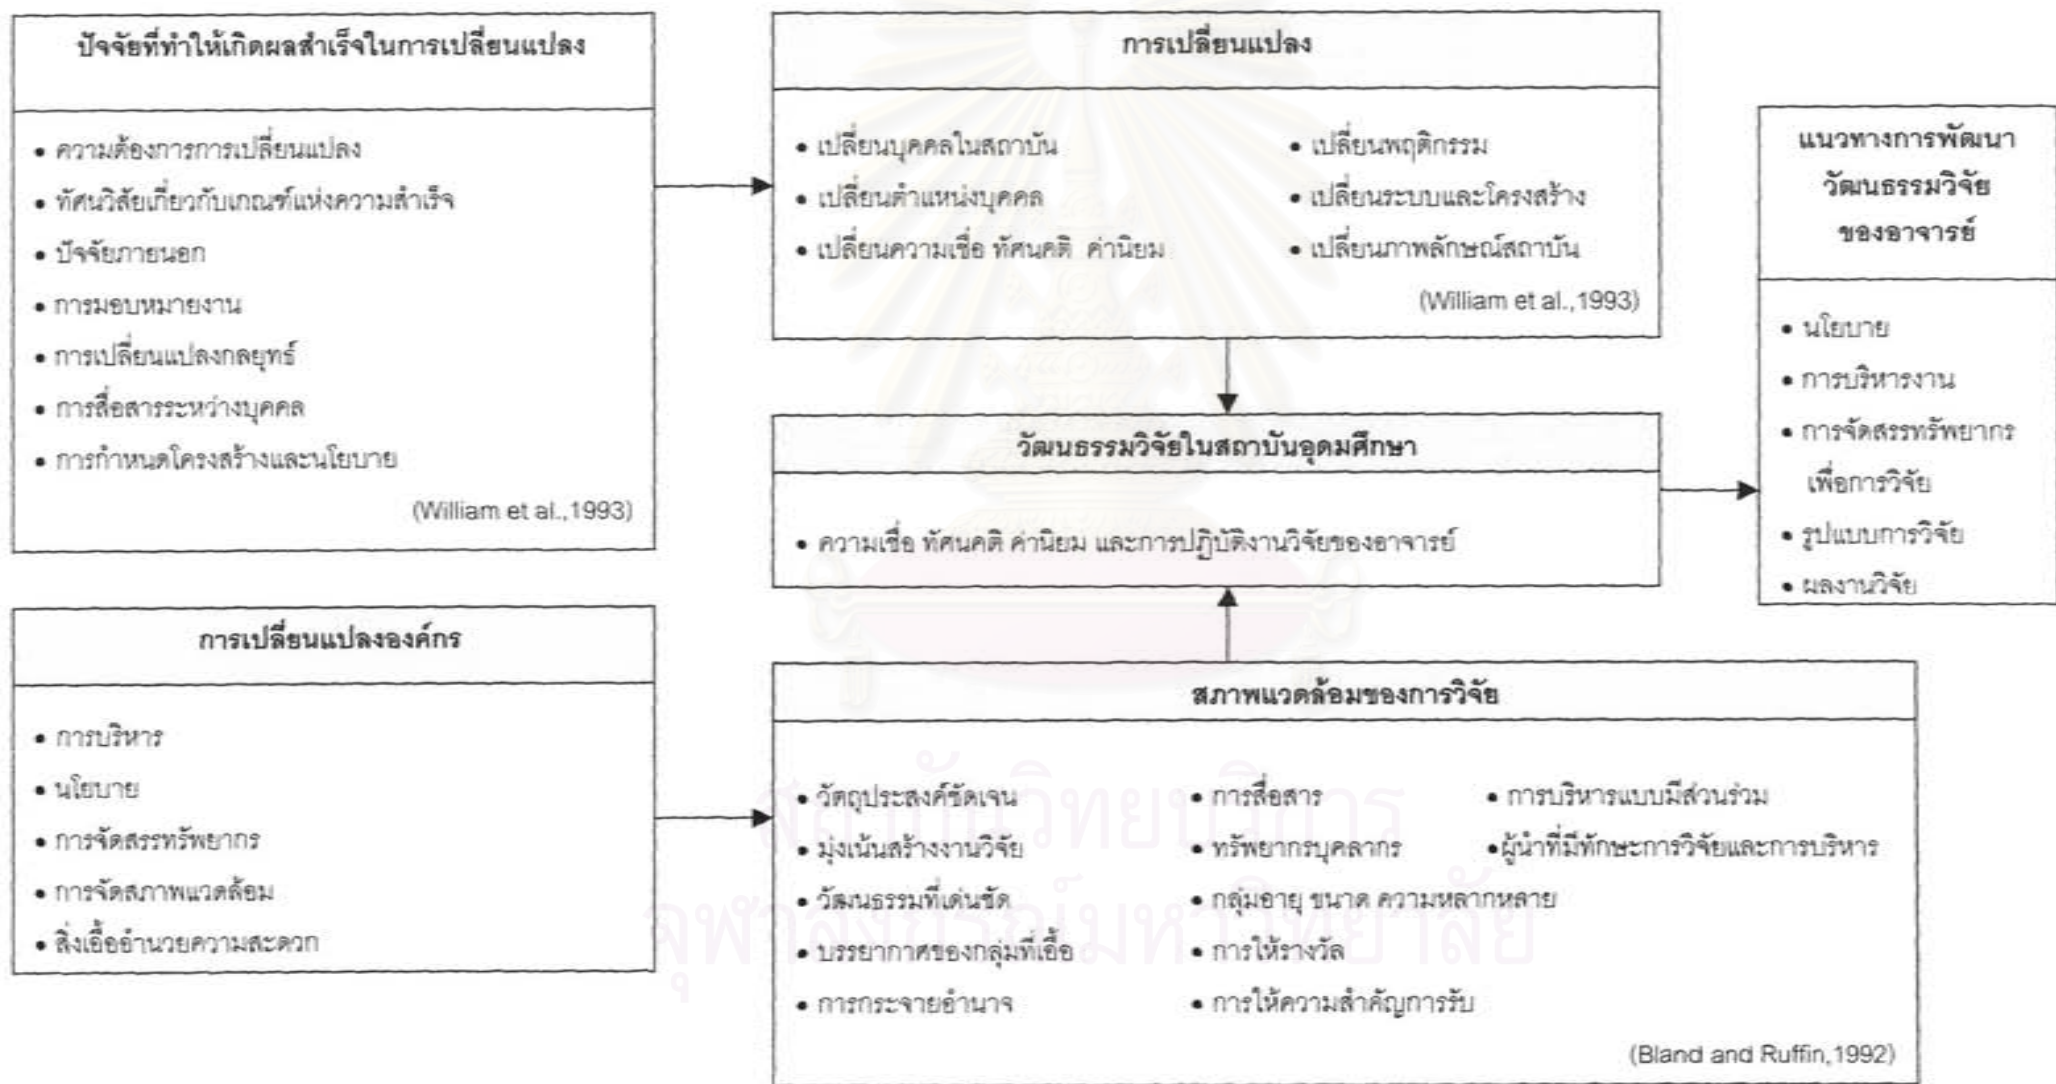 ปัจจัยที่ทำให้เกิดผลสำเร็จในการเปลี่ยนแปลง
• ความต้องการการเปลี่ยนแปลง
• ทัศนวิสัยเกี่ยวกับเกณฑ์แห่งความสำเร็จ
• ปัจจัยภายนอก
• การมอบหมายงาน
• การเปลี่ยนแปลงกลยุทธ์
• การสื่อสารระหว่างบุคคล
• การกำหนดโครงสร้างและนโยบาย
(William et al.,1993)
การเปลี่ยนแปลง
• เปลี่ยนบุคคลในสถาบัน
• เปลี่ยนตำแหน่งบุคคล
• เปลี่ยนความเชื่อ ทัศนคติ ค่านิยม
• เปลี่ยนพฤติกรรม
• เปลี่ยนระบบและโครงสร้าง
• เปลี่ยนภาพลักษณ์สถาบัน
(William et al.,1993)
วัฒนธรรมวิจัยในสถาบันอุดมศึกษา
• ความเชื่อ ทัศนคติ ค่านิยม และการปฏิบัติงานวิจัยของอาจารย์
แนวทางการพัฒนา
วัฒนธรรมวิจัย
ของอาจารย์
• นโยบาย
• การบริหารงาน
• การจัดสรรทรัพยากร
เพื่อการวิจัย
• รูปแบบการวิจัย
• ผลงานวิจัย
การเปลี่ยนแปลงองค์กร
• การบริหาร
• นโยบาย
• การจัดสรรทรัพยากร
• การจัดสภาพแวดล้อม
• สิ่งเอื้ออำนวยความสะดวก
สภาพแวดล้อมของการวิจัย
• วัตถุประสงค์ชัดเจน
• มุ่งเน้นสร้างงานวิจัย
• วัฒนธรรมที่เด่นชัด
• บรรยากาศของกลุ่มที่เอื้อ
• การกระจายอำนาจ
• การสื่อสาร
• ทรัพยากรบุคลากร
• กลุ่มอายุ ขนาด ความหลากหลาย
• การให้รางวัล
• การให้ความสำคัญการรับ
• การบริหารแบบมีส่วนร่วม
•ผู้นำที่มีทักษะการวิจัยและการบริหาร
(Bland and Ruffin,1992)
สถาบันวิทยบริการ
จุฬาลงกรณ์มหาวิทยาลัย